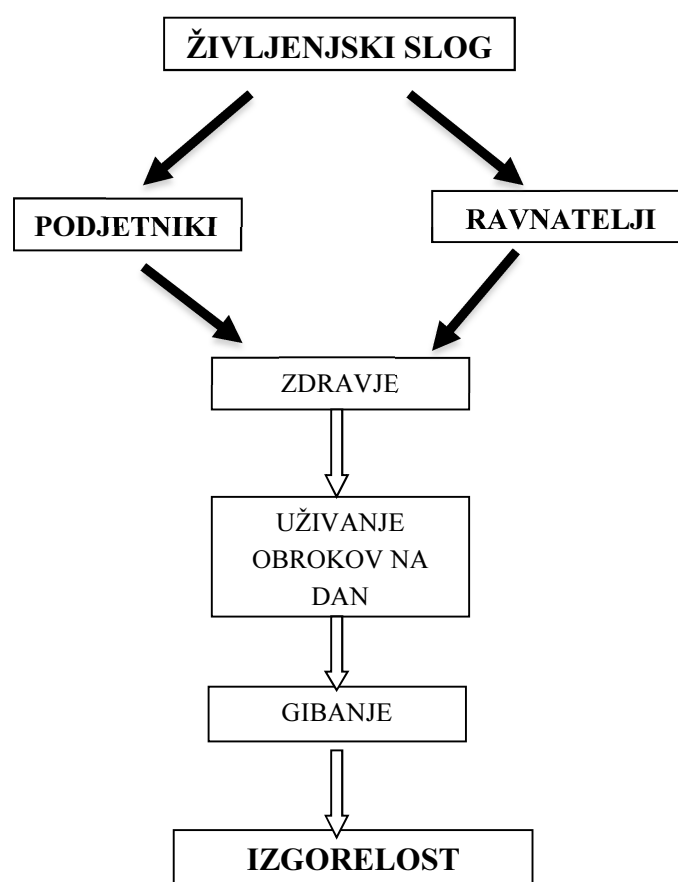 ŽIVLJENJSKI SLOG
PODJETNIKI
RAVNATELJI
ZDRAVJE
UŽIVANJE
OBROKOV NA
DAN
GIBANJE
IZGORELOST